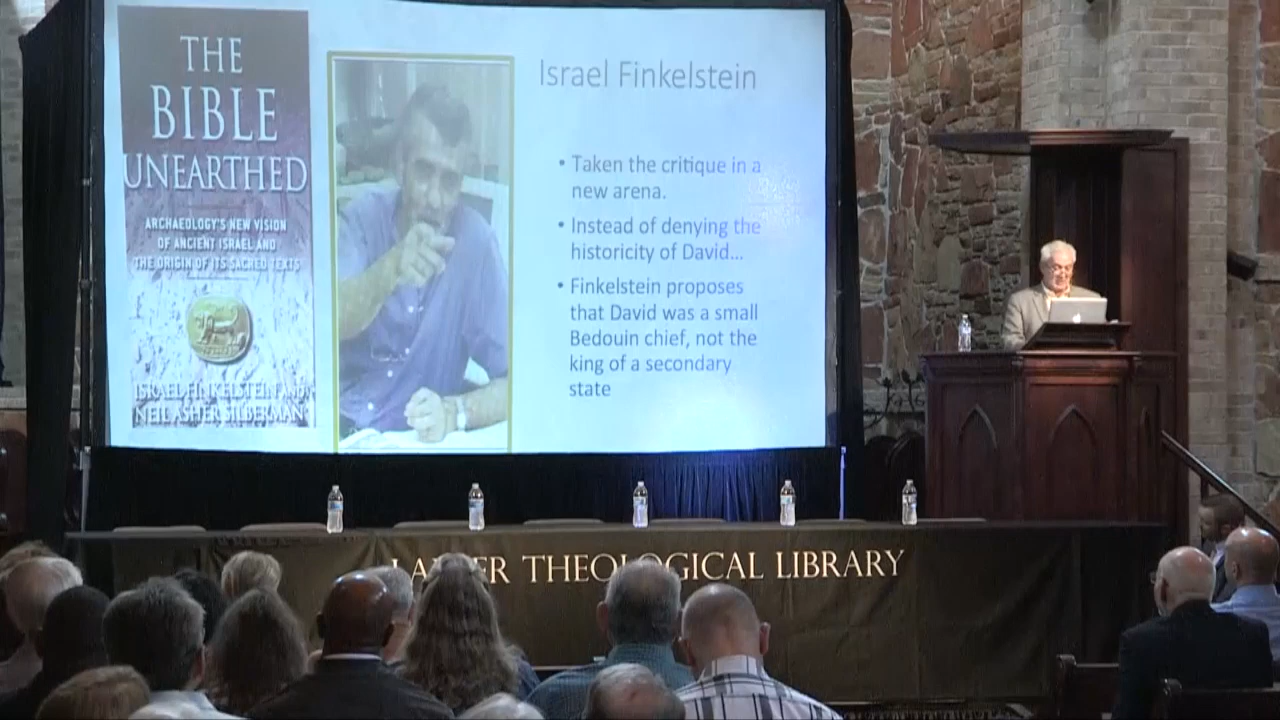 THE
BIBLE
UNEARTHED
ARCHAEOLOGY'S NEW VISION
OF ANCIENT ISRAEL AND
THE ORIGIN OF ITS SACRED TEXTS
ISRAEL FINKELSTEIN AND
NEIL ASHER SILBERMAN
Israel Finkelstein
• Taken the critique in a
new arena.
• Instead of denying the
historicity of David...
• Finkelstein proposes
that David was a small
Bedouin chief, not the
king of a secondary
state
LANIER THEOLOGICAL LIBRARY